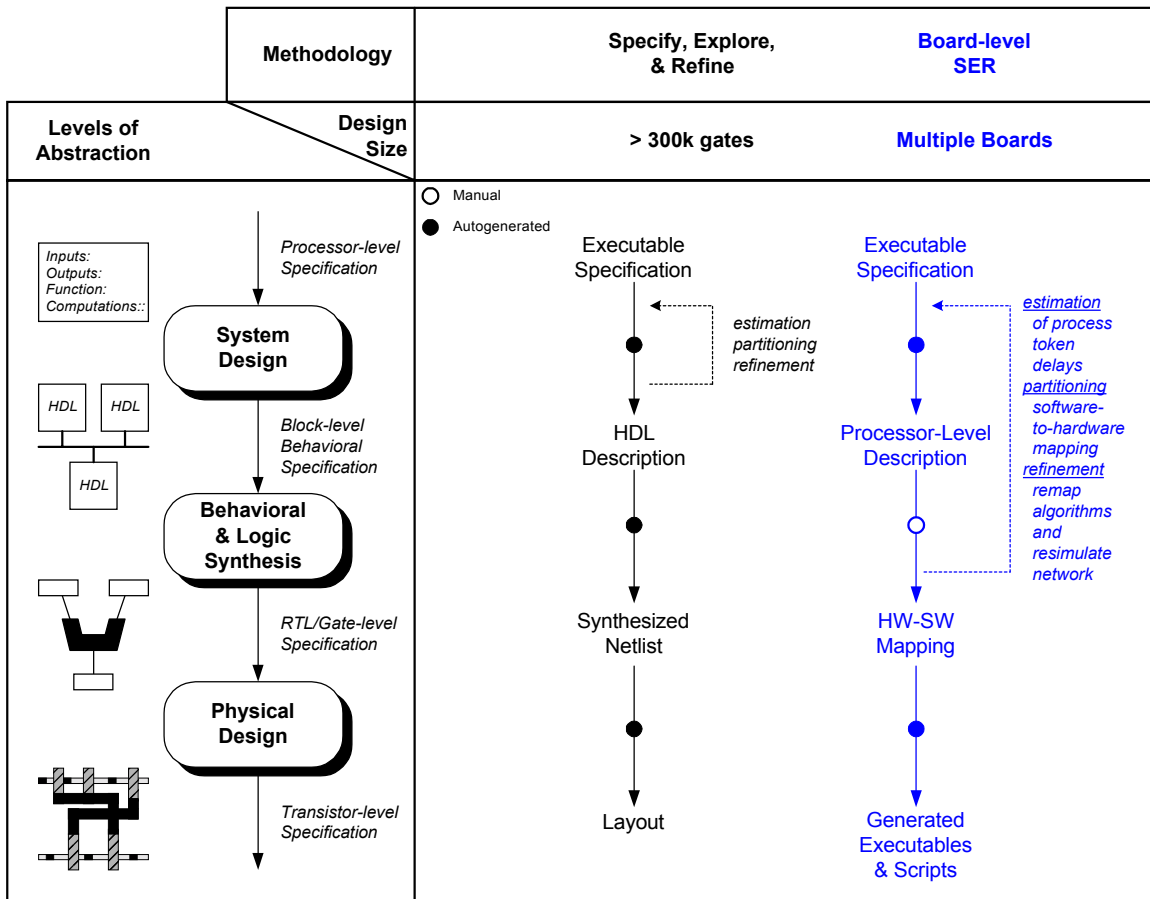 Methodology
Specify, Explore,
& Refine
Board-level
SER
Levels of
Abstraction
Design
Size
> 300k gates
Multiple Boards
Manual
Autogenerated
Inputs:
Outputs:
Function:
Computations::
Processor-level
Specification
System
Design
HDL
HDL
HDL
Block-level
Behavioral
Specification
Behavioral
& Logic
Synthesis
RTL/Gate-level
Specification
Physical
Design
Transistor-level
Specification
Executable
Specification
estimation
partitioning
refinement
HDL
Description
Synthesized
Netlist
Layout
Executable
Specification
estimation
of process
token
delays
partitioning
software-
to-hardware
mapping
refinement
remap
algorithms
and
resimulate
network
Processor-Level
Description
HW-SW
Mapping
Generated
Executables
& Scripts